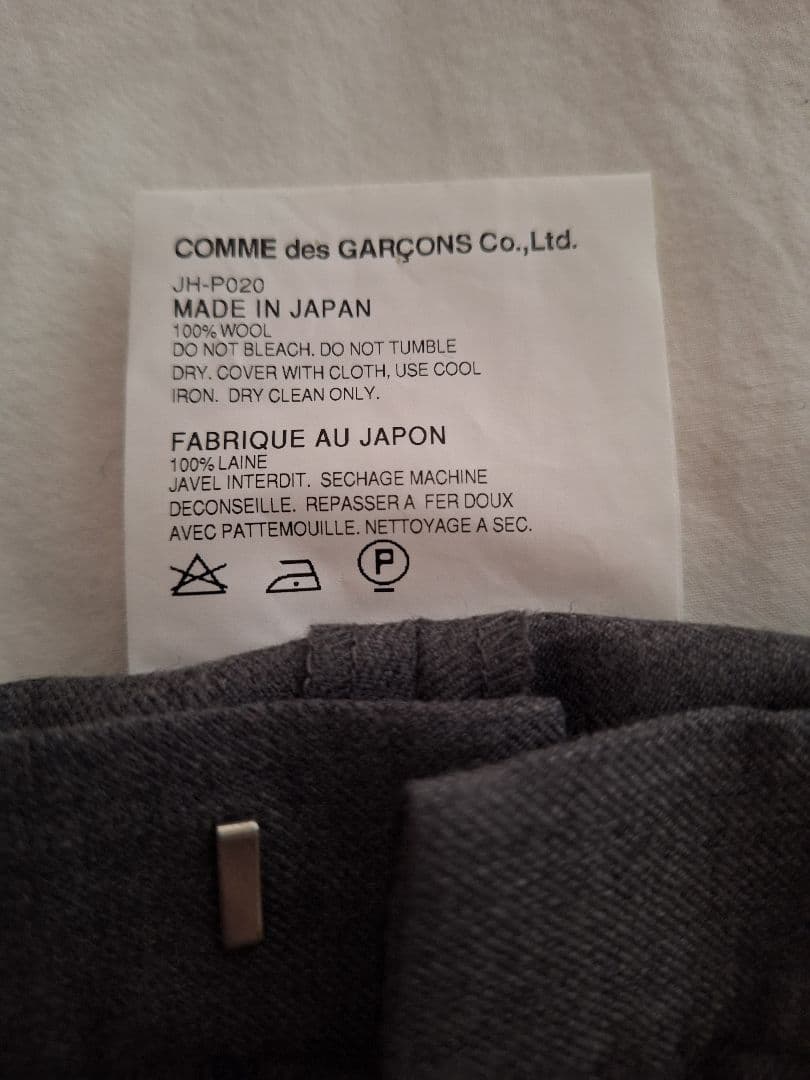 COMME des GARÇONS Co.,Ltd.
JH-P020
MADE IN JAPAN
100% WOOL
DO NOT BLEACH. DO NOT TUMBLE
DRY. COVER WITH CLOTH, USE COOL
IRON. DRY CLEAN ONLY.
FABRIQUE AU JAPON
100% LAINE
JAVEL INTERDIT. SECHAGE MACHINE
DECONSEILLE. REPASSER A FER DOUX
AVEC PATTEMOUILLE. NETTOYAGE A SEC.
P